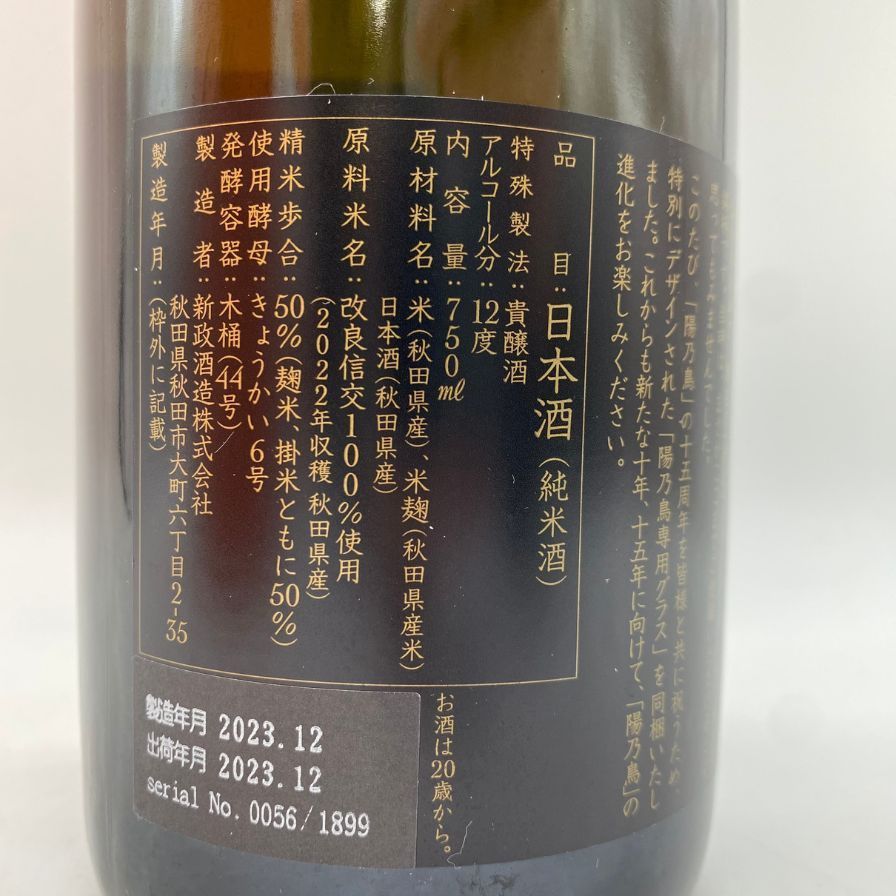 思ってもみませんでした。
このたび、「陽乃鳥」の十五周年を皆様と共に祝うため、
特別にデザインされた「陽乃鳥専用グラス」を同梱いたし
ました。これからも新たな十年、十五年に向けて、「陽乃鳥」の
進化をお楽しみください。
品目:日本酒(純米酒)
特殊製法:貴醸酒
アルコール分:12度
内容量:750ml
原材料名:米(秋田県産)、米麹(秋田県産米)
日本酒(秋田県産)
原料米名:改良信交100%使用
(2022年収穫 秋田県産)
精米歩合:50%(麹米、掛米ともに50%)
使用酵母:きょうかい6号
発酵容器:木桶(44号)
製造者:新政酒造株式会社
秋田県秋田市大町六丁目2-35
製造年月:(枠外に記載)
お酒は20歳から。
製造年月 2023.12
出荷年月 2023.12
serial No.0056/1899